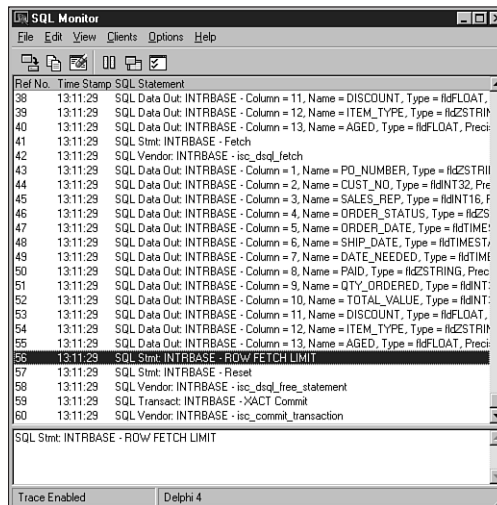 SQL Monitor
File Edit View Clients Options Help
Ref No. Time Stamp SQL Statement
38 13:11:29 SQL Data Out: INTRBASE - Column = 11, Name = DISCOUNT, Type = fldFLOAT,
39 13:11:29 SQL Data Out: INTRBASE - Column = 12, Name = ITEM_TYPE, Type = fldZSTRIN
40 13:11:29 SQL Data Out: INTRBASE - Column = 13, Name = AGED, Type = fldFLOAT, Precis
41 13:11:29 SQL Stmt: INTRBASE - Fetch
42 13:11:29 SQL Vendor: INTRBASE - isc_dsql_fetch
43 13:11:29 SQL Data Out: INTRBASE - Column = 1, Name = PO_NUMBER, Type = fldZSTRI
44 13:11:29 SQL Data Out: INTRBASE - Column = 2, Name = CUST_NO, Type = fldINT32, Pre
45 13:11:29 SQL Data Out: INTRBASE - Column = 3, Name = SALES_REP, Type = fldINT16,
46 13:11:29 SQL Data Out: INTRBASE - Column = 4, Name = ORDER_STATUS, Type = fldZS
47 13:11:29 SQL Data Out: INTRBASE - Column = 5, Name = ORDER_DATE, Type = fldTIMES
48 13:11:29 SQL Data Out: INTRBASE - Column = 6, Name = SHIP_DATE, Type = fldTIMESTA
49 13:11:29 SQL Data Out: INTRBASE - Column = 7, Name = DATE_NEEDED, Type = fldTIME
50 13:11:29 SQL Data Out: INTRBASE - Column = 8, Name = PAID, Type = fldZSTRING, Prec
51 13:11:29 SQL Data Out: INTRBASE - Column = 9, Name = QTY_ORDERED, Type = fldINT
52 13:11:29 SQL Data Out: INTRBASE - Column = 10, Name = TOTAL_VALUE, Type = fldINT
53 13:11:29 SQL Data Out: INTRBASE - Column = 11, Name = DISCOUNT, Type = fldFLOAT,
54 13:11:29 SQL Data Out: INTRBASE - Column = 12, Name = ITEM_TYPE, Type = fldZSTRIN
55 13:11:29 SQL Data Out: INTRBASE - Column = 13, Name = AGED, Type = fldFLOAT, Precis
56 13:11:29 SQL Stmt: INTRBASE - ROW FETCH LIMIT
57 13:11:29 SQL Stmt: INTRBASE - Reset
58 13:11:29 SQL Vendor: INTRBASE - isc_dsql_free_statement
59 13:11:29 SQL Transact: INTRBASE - XACT Commit
60 13:11:29 SQL Vendor: INTRBASE - isc_commit_transaction
SQL Stmt: INTRBASE - ROW FETCH LIMIT
Trace Enabled Delphi 4